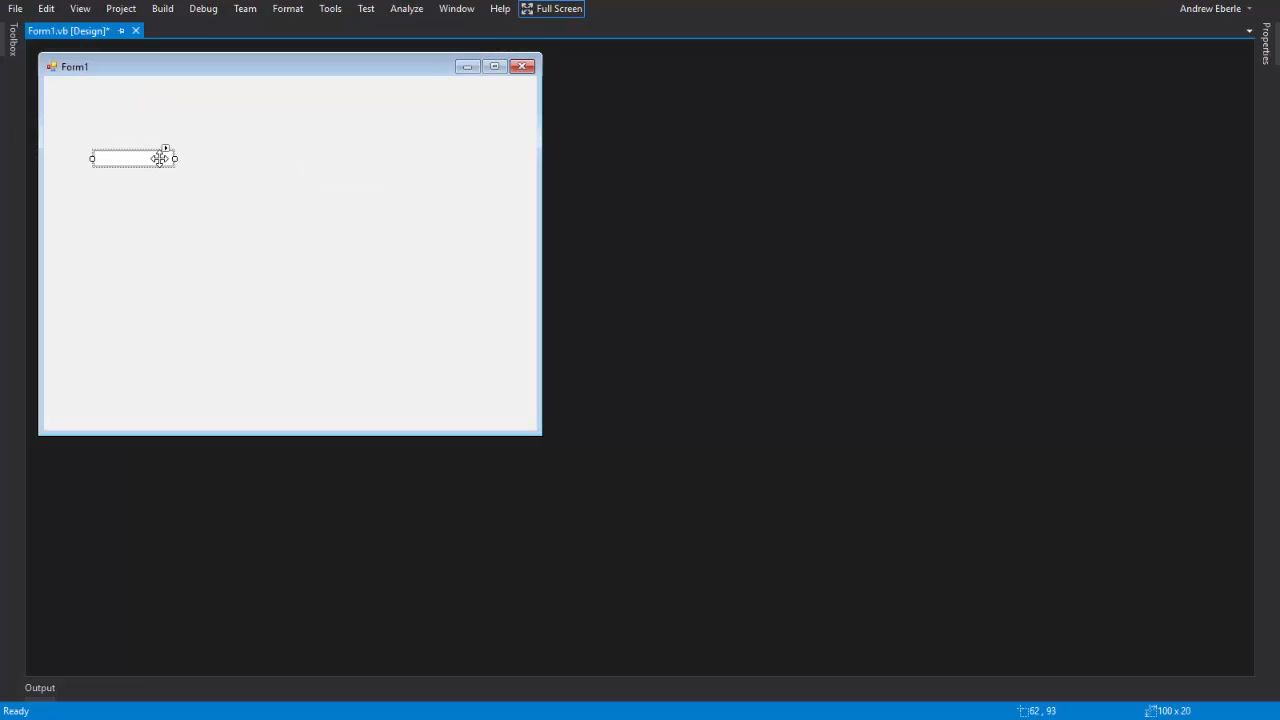 File Edit View Project Build Debug Team Format Tools Test Analyze Window Help Full Screen Andrew Eberle
Form1.vb [Design]*
Toolbox
Properties
Form1
Output
Ready 62 , 93 100 x 20